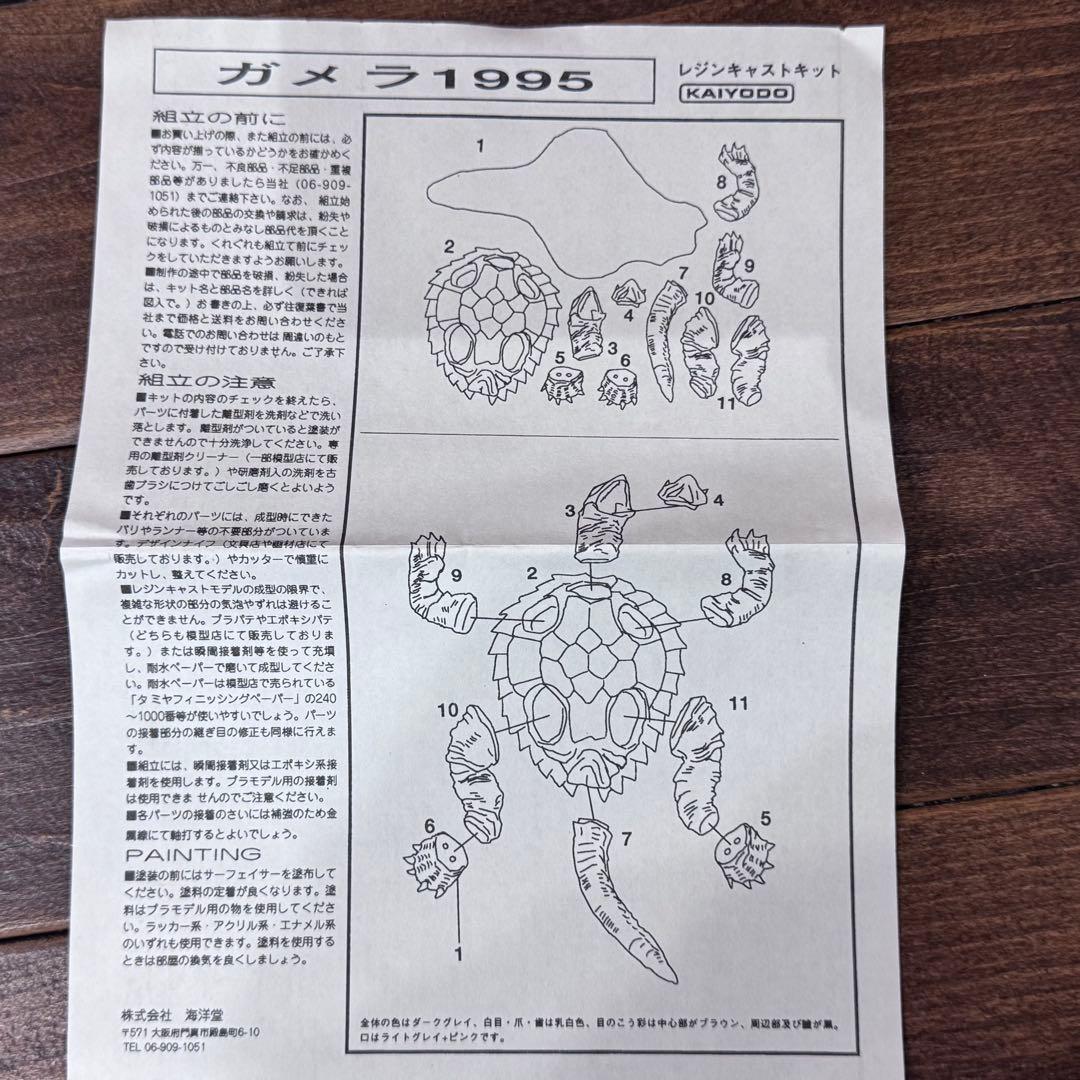 ガメラ1995
レジンキャストキット
KAIYODO
組立の前に
■お買い上げの際、また組立の前には、必
ず内容が揃っているかどうかをお確かめく
ださい。万一、不良部品・不足部品・重複
部品等がありましたら当社（06-909-
1051）までご連絡下さい。なお、組立始
められた後の部品の交換や請求は、紛失や
破損によるものとみなし部品代を頂くこと
になります。くれぐれも組立て前にチェッ
クをしていただきますようお願いします。
■制作の途中で部品を破損、紛失した場合
は、キット名と部品名を詳しく（できれば
図入で。）お書きの上、必ず往復葉書で当
社まで価格と送料をお問い合わせくださ
い。電話でのお問い合わせは間違いのもと
ですので受け付けておりません。ご了承下
さい。
組立の注意
■キットの内容のチェックを終えたら、
パーツに付着した離型剤を洗剤などで洗い
落とします。離型剤がついていると塗装が
できませんので十分洗浄してください。専
用の離型剤クリーナー（一部模型店にて販
売しております。）や研磨剤入の洗剤を古
歯ブラシにつけてごしごし磨くとよいよう
です。
■それぞれのパーツには、成型時にできた
バリやランナー等の不要部分がついていま
す。デザインナイフ（文具店や画材店にて
販売しております。）やカッターで慎重に
カットし、整えてください。
■レジンキャストモデルの成型の限界で、
複雑な形状の部分の気泡やずれは避けるこ
とができません。プラパテやエポキシパテ
（どちらも模型店にて販売しておりま
す。）または瞬間接着剤等を使って充填
し、耐水ペーパーで磨いて成型してくださ
い。耐水ペーパーは模型店で売られている
「タミヤフィニッシングペーパー」の240
〜1000番等が使いやすいでしょう。パーツ
の接着部分の継ぎ目の修正も同様に行えま
す。
■組立には、瞬間接着剤又はエポキシ系接
着剤を使用します。プラモデル用の接着剤
は使用できま せんのでご注意ください。
■各パーツの接着のさいには補強のため金
属線にて軸打するとよいでしょう。
PAINTING
■塗装の前にはサーフェイサーを塗布して
ください。塗料の定着が良くなります。塗
料はプラモデル用の物を使用してくださ
い。ラッカー系・アクリル系・エナメル系
のいずれも使用できます。塗料を使用する
ときは部屋の換気を良くしましょう。
株式会社 海洋堂
〒571 大阪府門真市殿島町6-10
TEL 06-909-1051
1
8
2
9
7
4
10
3
5
6
11
3
4
9
2
8
10
11
6
7
5
1
全体の色はダークグレイ、白目・爪・歯は乳白色、目のこう彩は中心部がブラウン、周辺部及び瞳が黒。
口はライトグレイ+ピンクです。